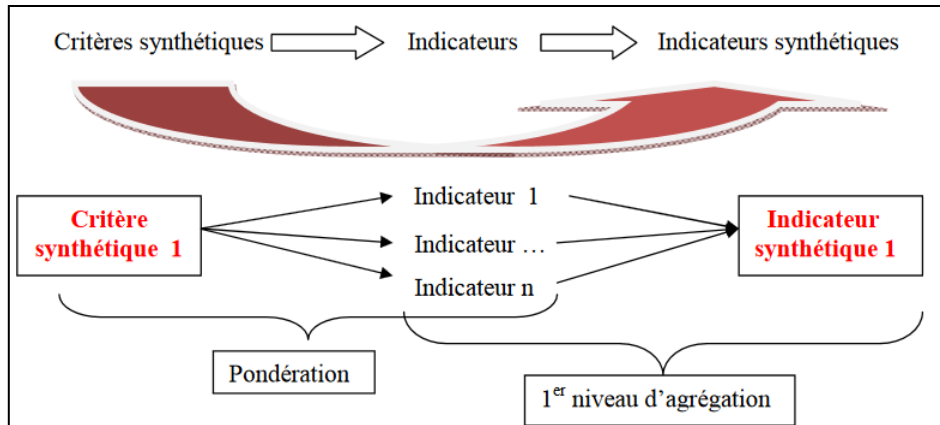 Critères synthétiques Indicateurs Indicateurs synthétiques
Indicateur 1
Critère
synthétique 1
Indicateur …
Indicateur n
Indicateur
synthétique 1
Pondération
1er niveau d’agrégation